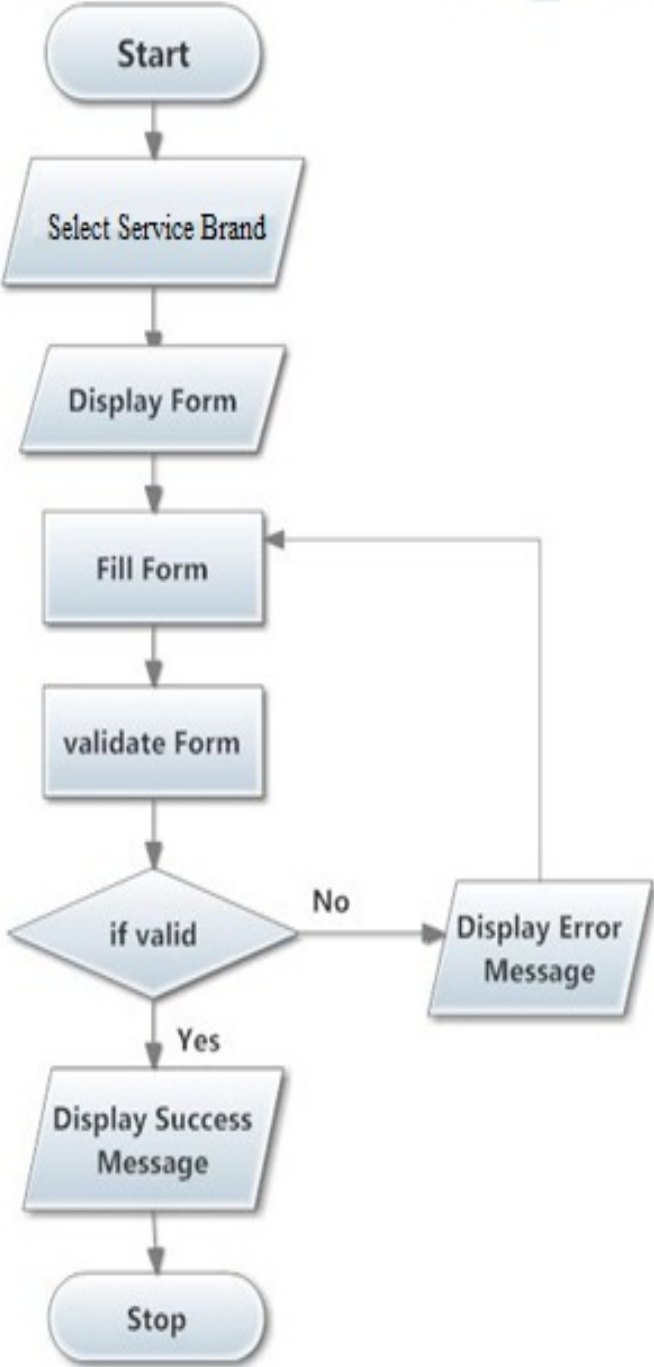 Start
Select Service Brand
Display Form
Fill Form
validate Form
if valid
No
Display Error
Message
Yes
Display Success
Message
Stop